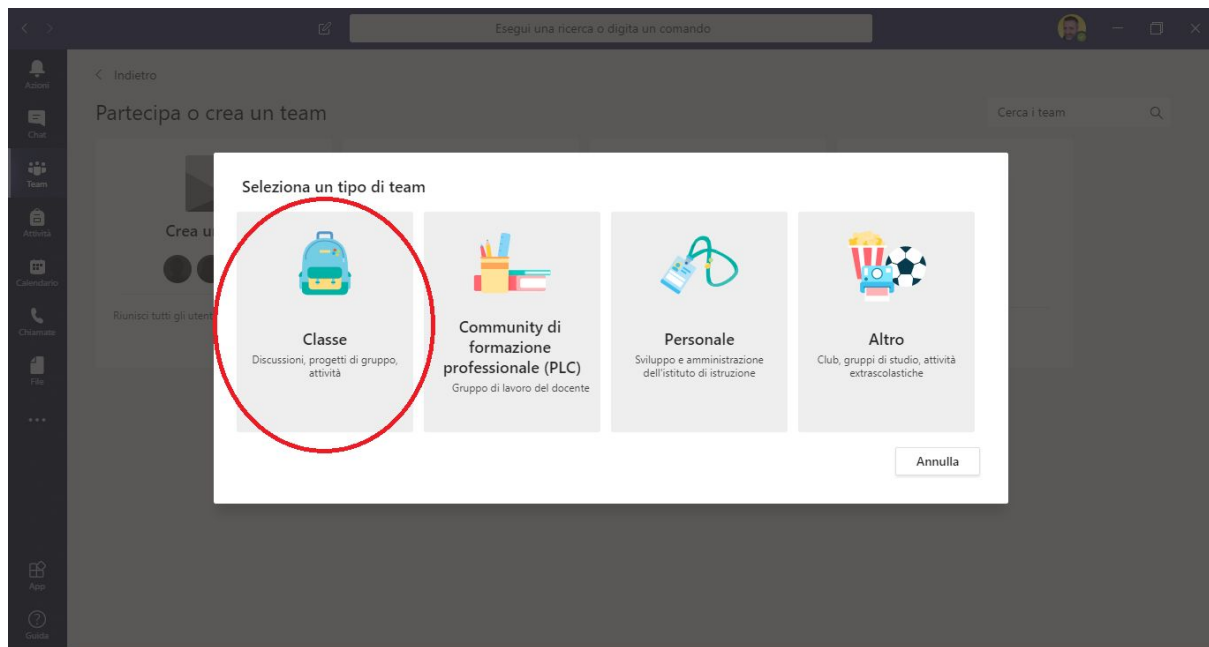 Esegui una ricerca o digita un comando
Azioni
Chat
Team
Attività
Calendario
Chiamate
File
App
Guida
Indietro
Partecipa o crea un team
Cerca i team
Crea u
Riunisci tutti gli utent
Seleziona un tipo di team
Classe
Discussioni, progetti di gruppo,
attività
Community di
formazione
professionale (PLC)
Gruppo di lavoro del docente
Personale
Sviluppo e amministrazione
dell'istituto di istruzione
Altro
Club, gruppi di studio, attività
extrascolastiche
Annulla